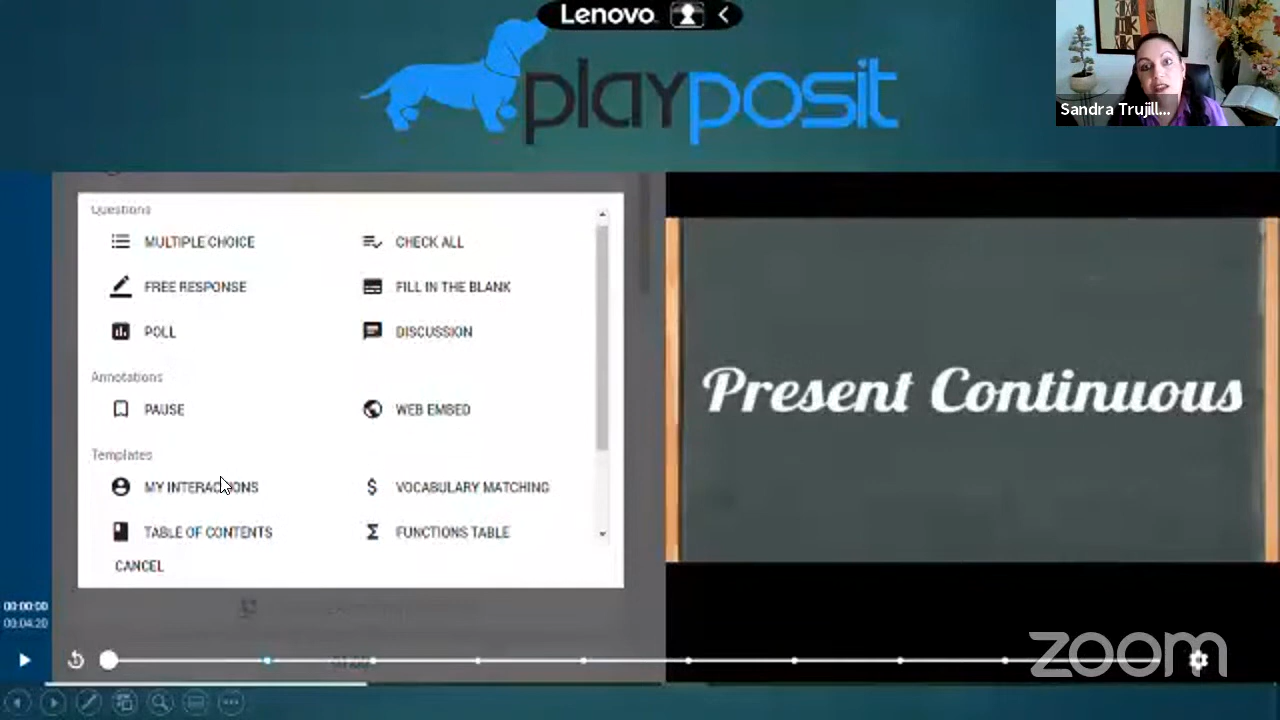 Lenovo
playposit
Sandra Trujill...
Questions
MULTIPLE CHOICE
CHECK ALL
FREE RESPONSE
FILL IN THE BLANK
POLL
DISCUSSION
Annotations
PAUSE
WEB EMBED
Templates
MY INTERACTIONS
VOCABULARY MATCHING
TABLE OF CONTENTS
FUNCTIONS TABLE
CANCEL
Present Continuous
00:00:00
00:04:20
zoom